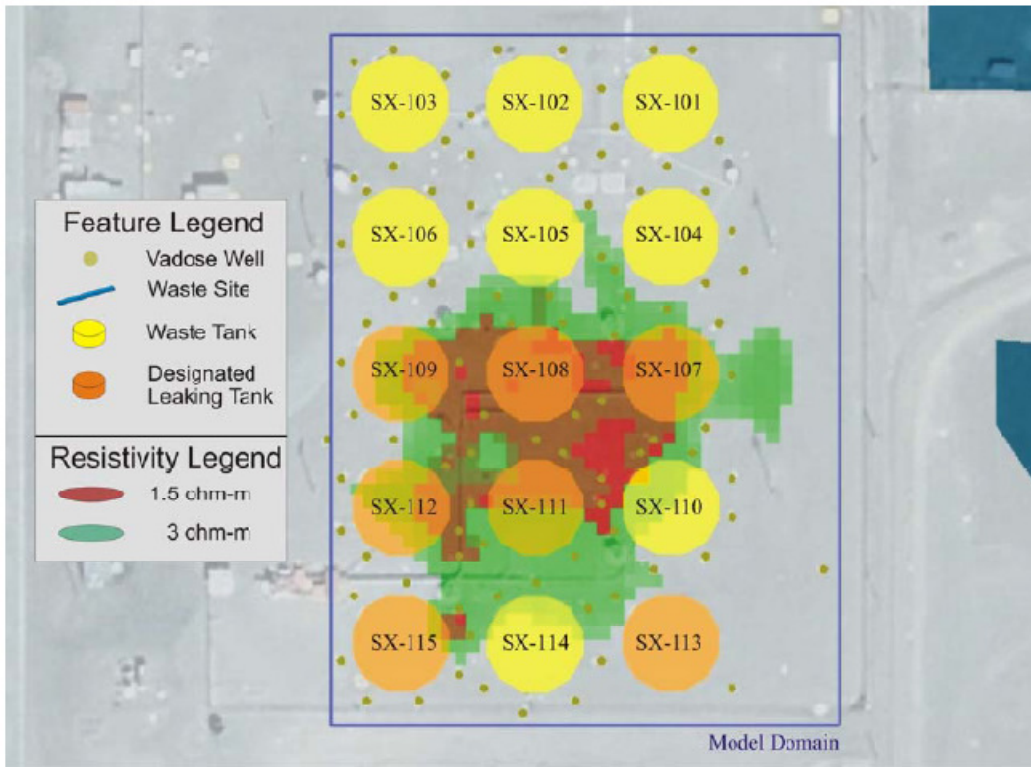 SX-103 SX-102 SX-101
SX-106 SX-105 SX-104
Feature Legend
Vadose Well
Waste Site
Waste Tank
Designated
Leaking Tank
Resistivity Legend
1.5 ohm-m
3 ohm-m
SX-109 SX-108 SX-107
SX-112 SX-111 SX-110
SX-115 SX-114 SX-113
Model Domain